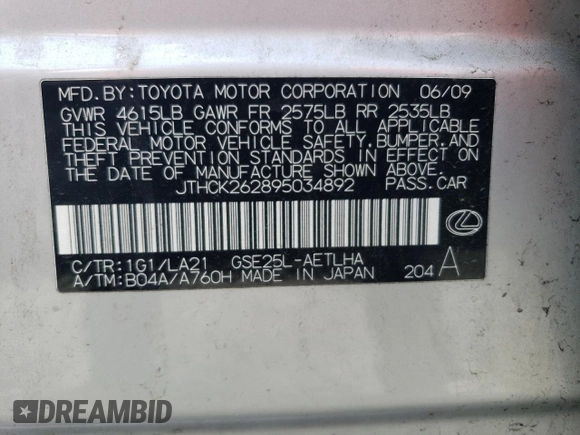 MFD.BY:TOYOTA MOTOR CORPORATION 06/09
GVWR 4615LB GAWR FR 2575LB RR 2535LB
THIS VEHICLE CONFORMS TO ALL APPLICABLE
FEDERAL MOTOR VEHICLE SAFETY,BUMPER,AND
THEFT PREVENTION STANDARDS IN EFFECT ON
THE DATE OF MANUFACTURE SHOWN ABOVE.
JTHCK262895034892 PASS.CAR
C/TR:1G1/LA21 GSE25L-AETLHA
A/TM:B04A/A760H MADE IN JAPAN 204 A
DREAMBID